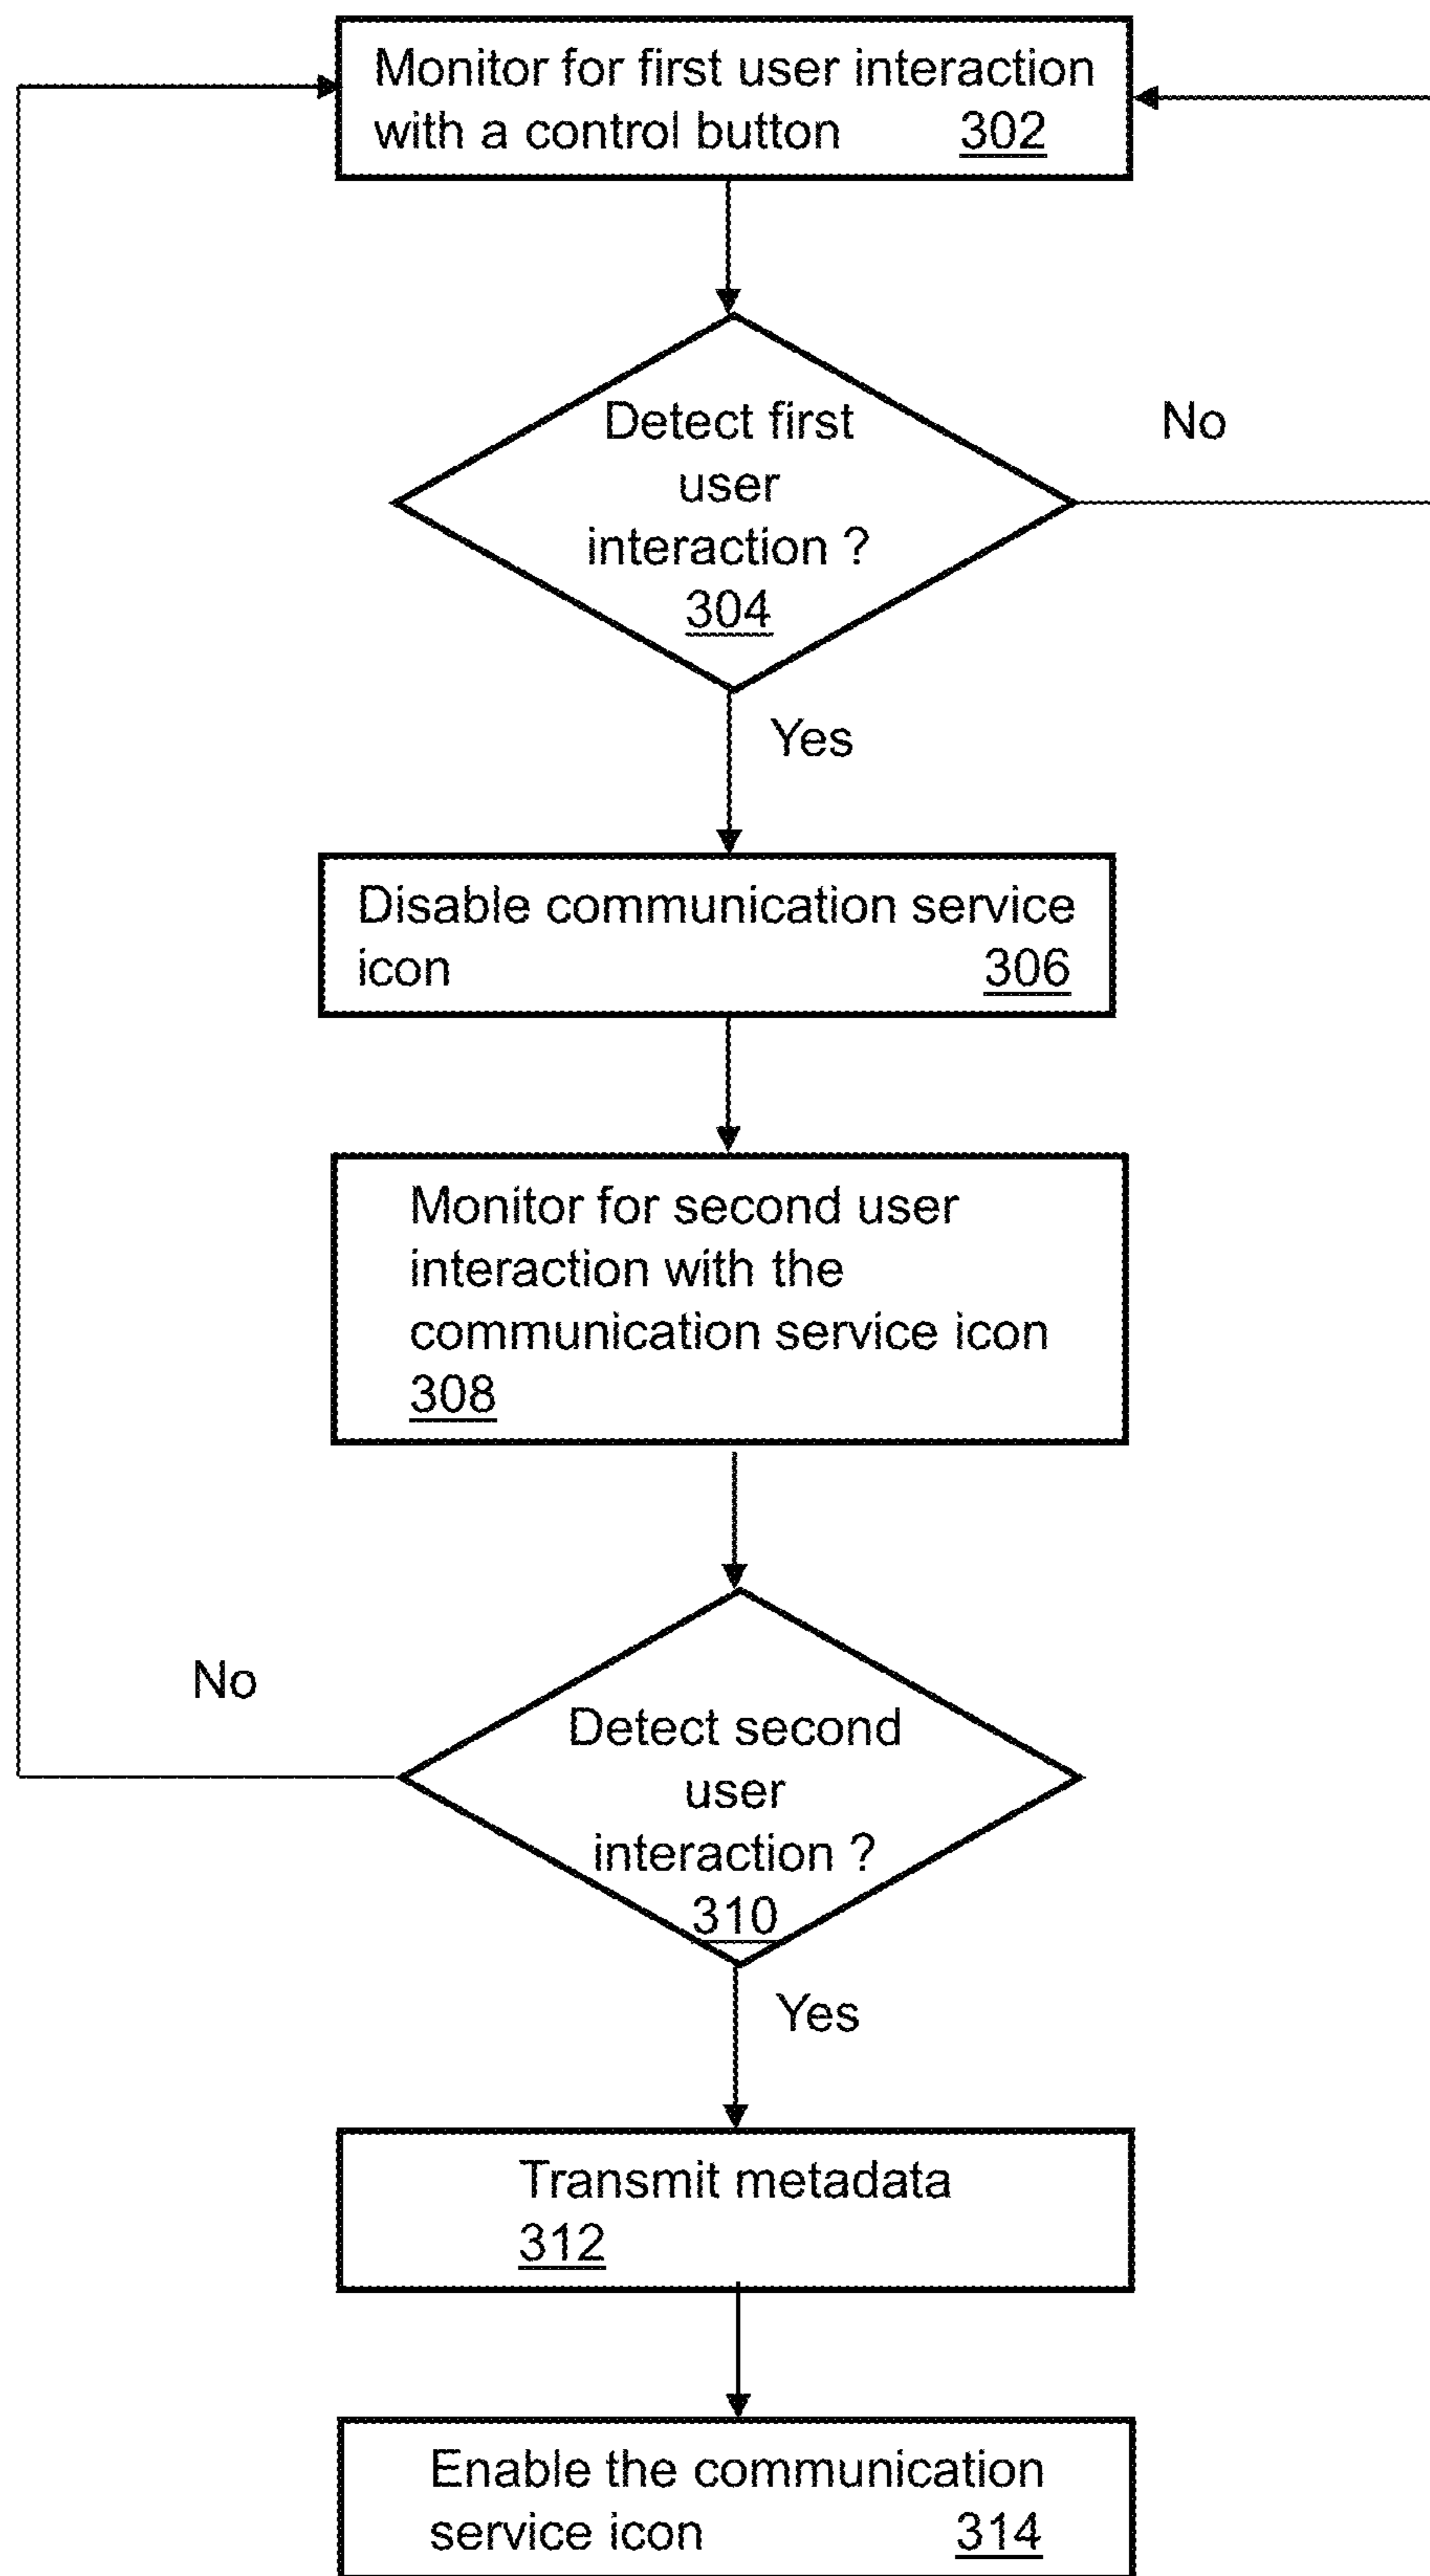 Monitor for first user interaction
with a control button 302
Detect first
user
interaction ?
304
No
Yes
Disable communication service
icon 306
Monitor for second user
interaction with the
communication service icon
308
No
Detect second
user
interaction ?
310
Yes
Transmit metadata
312
Enable the communication
service icon 314